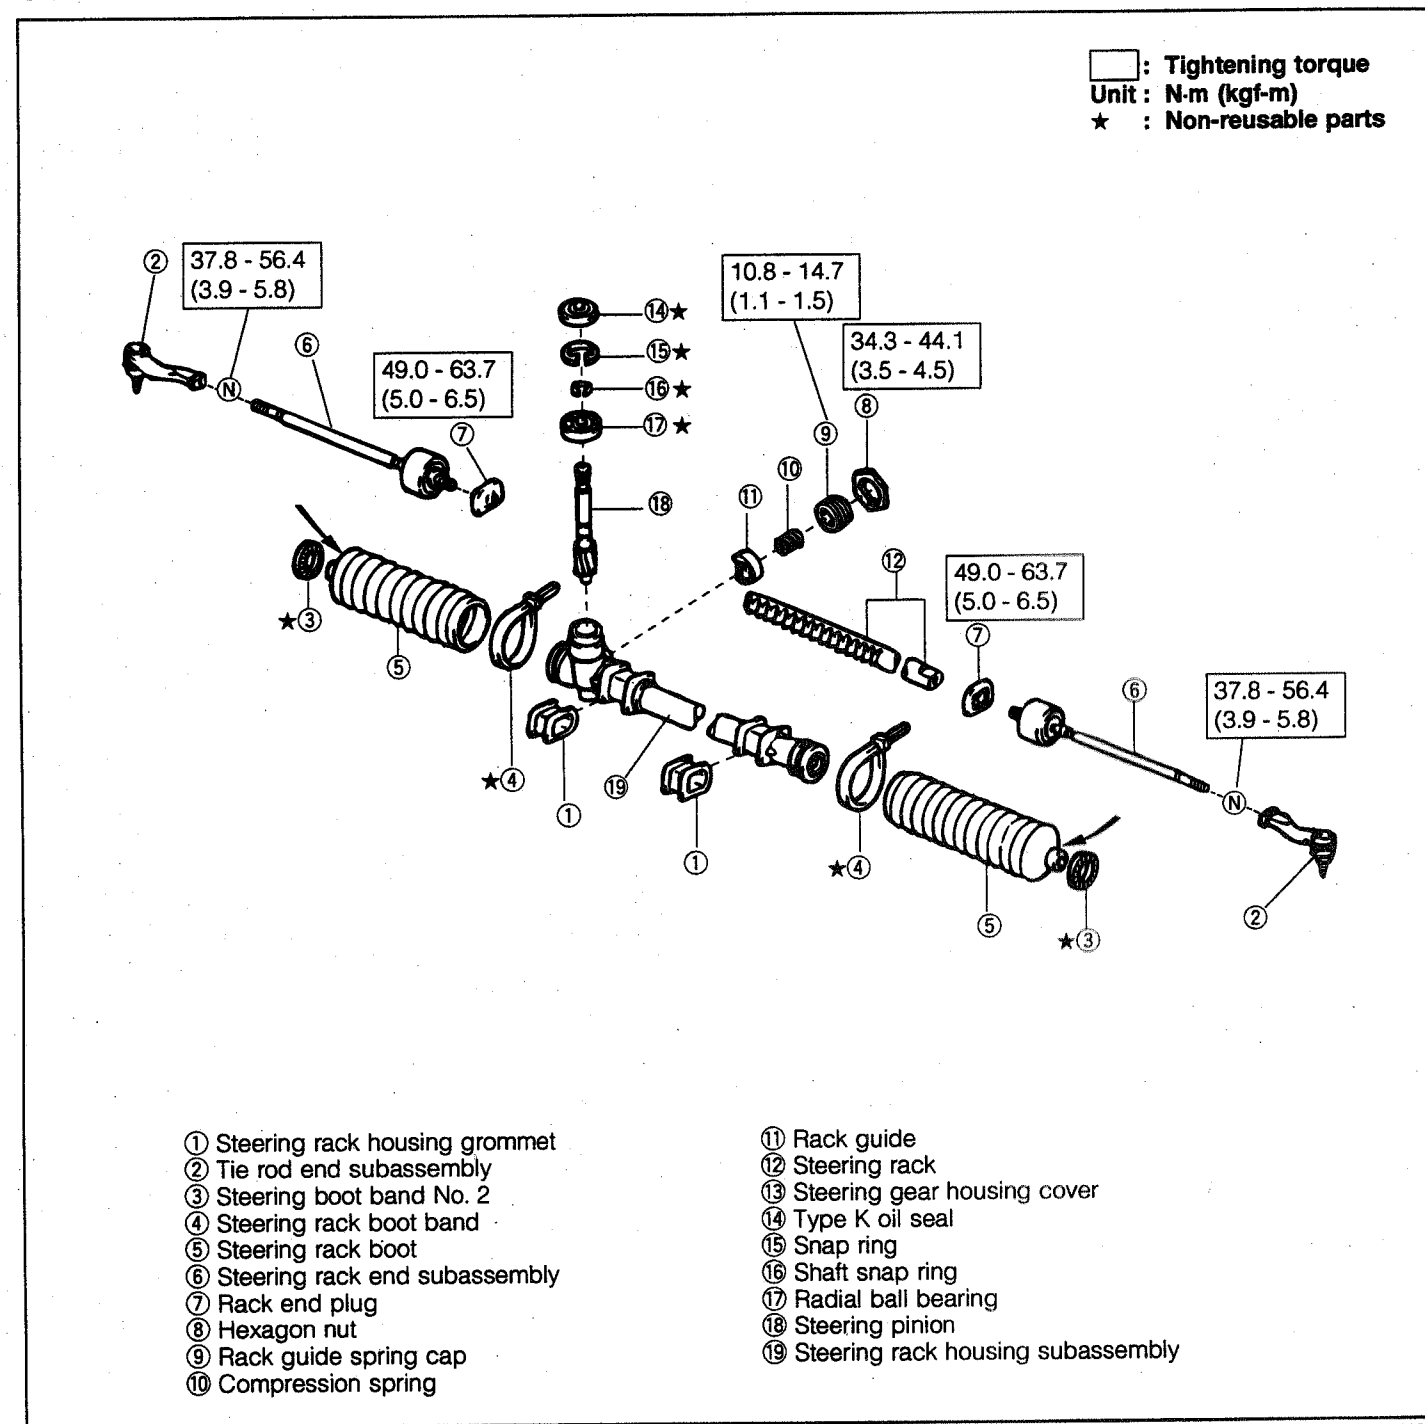 : Tightening torque
Unit : N·m (kgf-m)
★ : Non-reusable parts
② 37.8 - 56.4
(3.9 - 5.8)
10.8 - 14.7
(1.1 - 1.5)
⑭★
34.3 - 44.1
(3.5 - 4.5)
⑥
⑮★
49.0 - 63.7
(5.0 - 6.5)
N
⑯★
⑧
⑦
⑰★
⑨
⑩
⑪
⑱
⑫
49.0 - 63.7
(5.0 - 6.5)
★③
⑦
⑤
⑥
37.8 - 56.4
(3.9 - 5.8)
★④
⑲
①
N
①
★④
②
⑤
★③
① Steering rack housing grommet
② Tie rod end subassembly
③ Steering boot band No. 2
④ Steering rack boot band
⑤ Steering rack boot
⑥ Steering rack end subassembly
⑦ Rack end plug
⑧ Hexagon nut
⑨ Rack guide spring cap
⑩ Compression spring
⑪ Rack guide
⑫ Steering rack
⑬ Steering gear housing cover
⑭ Type K oil seal
⑮ Snap ring
⑯ Shaft snap ring
⑰ Radial ball bearing
⑱ Steering pinion
⑲ Steering rack housing subassembly